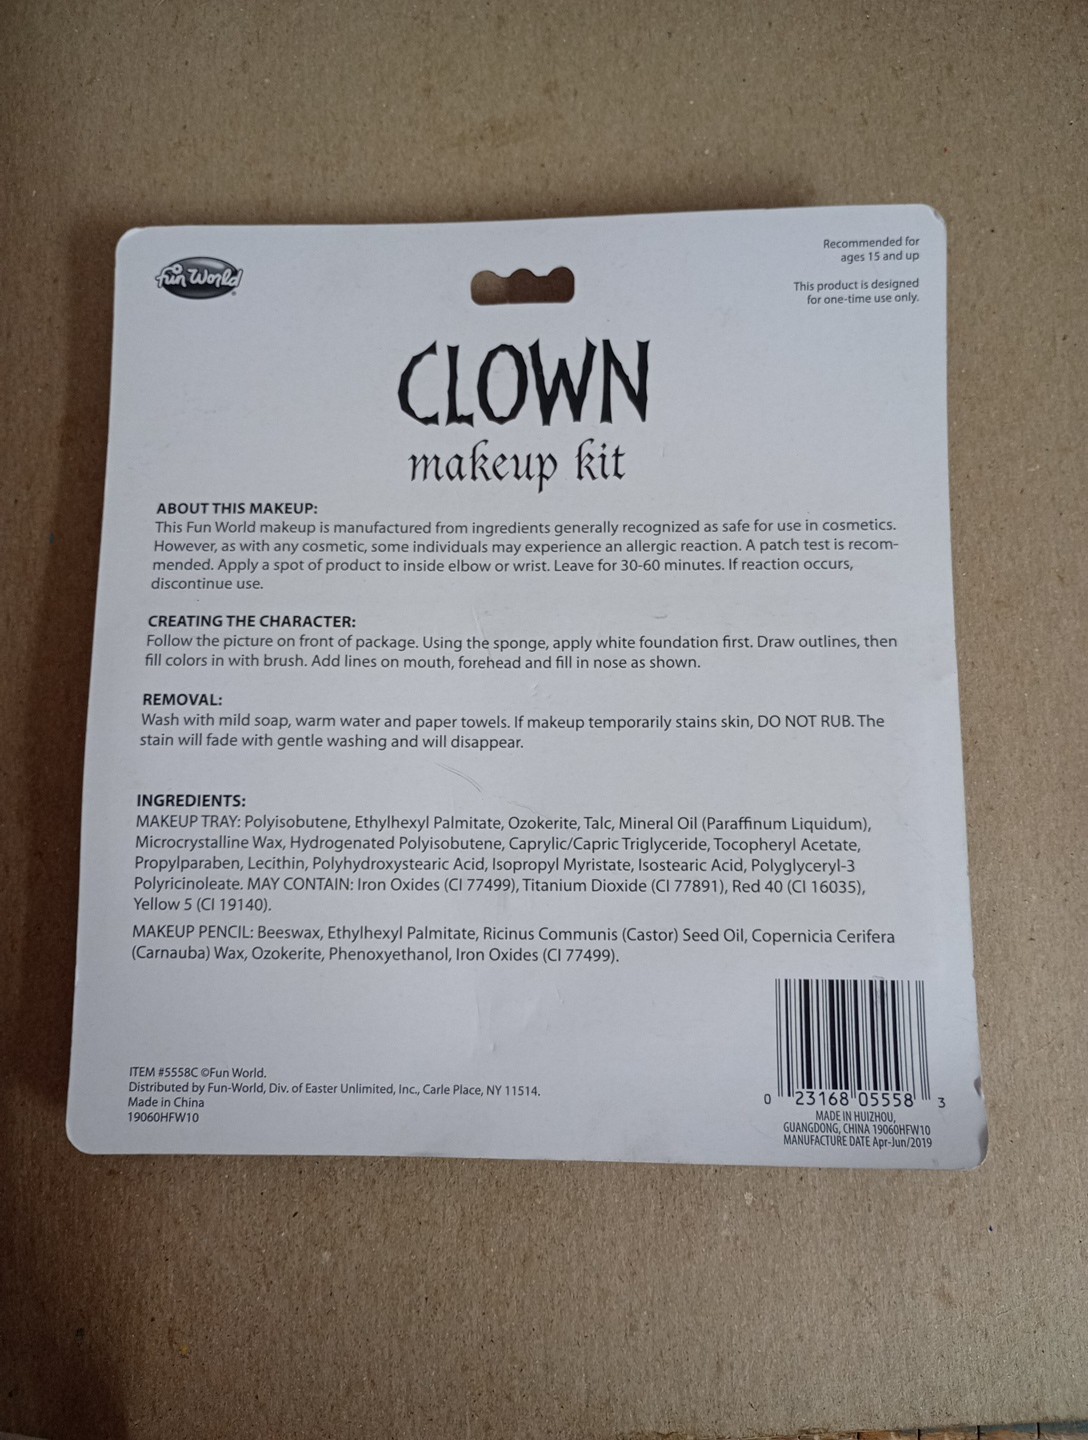 fun World
Recommended for
ages 15 and up
This product is designed
for one-time use only.
CLOWN
makeup kit
ABOUT THIS MAKEUP:
This Fun World makeup is manufactured from ingredients generally recognized as safe for use in cosmetics.
However, as with any cosmetic, some individuals may experience an allergic reaction. A patch test is recom-
mended. Apply a spot of product to inside elbow or wrist. Leave for 30-60 minutes. If reaction occurs,
discontinue use.
CREATING THE CHARACTER:
Follow the picture on front of package. Using the sponge, apply white foundation first. Draw outlines, then
fill colors in with brush. Add lines on mouth, forehead and fill in nose as shown.
REMOVAL:
Wash with mild soap, warm water and paper towels. If makeup temporarily stains skin, DO NOT RUB. The
stain will fade with gentle washing and will disappear.
INGREDIENTS:
MAKEUP TRAY: Polyisobutene, Ethylhexyl Palmitate, Ozokerite, Talc, Mineral Oil (Paraffinum Liquidum),
Microcrystalline Wax, Hydrogenated Polyisobutene, Caprylic/Capric Triglyceride, Tocopheryl Acetate,
Propylparaben, Lecithin, Polyhydroxystearic Acid, Isopropyl Myristate, Isostearic Acid, Polyglyceryl-3
Polyricinoleate. MAY CONTAIN: Iron Oxides (CI 77499), Titanium Dioxide (CI 77891), Red 40 (CI 16035),
Yellow 5 (CI 19140).
MAKEUP PENCIL: Beeswax, Ethylhexyl Palmitate, Ricinus Communis (Castor) Seed Oil, Copernicia Cerifera
(Carnauba) Wax, Ozokerite, Phenoxyethanol, Iron Oxides (CI 77499).
ITEM #5558C ©Fun World.
Distributed by Fun-World, Div. of Easter Unlimited, Inc., Carle Place, NY 11514.
Made in China
19060HFW10
0 23168 05558 3
MADE IN HUIZHOU,
GUANGDONG, CHINA 19060HFW10
MANUFACTURE DATE Apr-Jun/2019